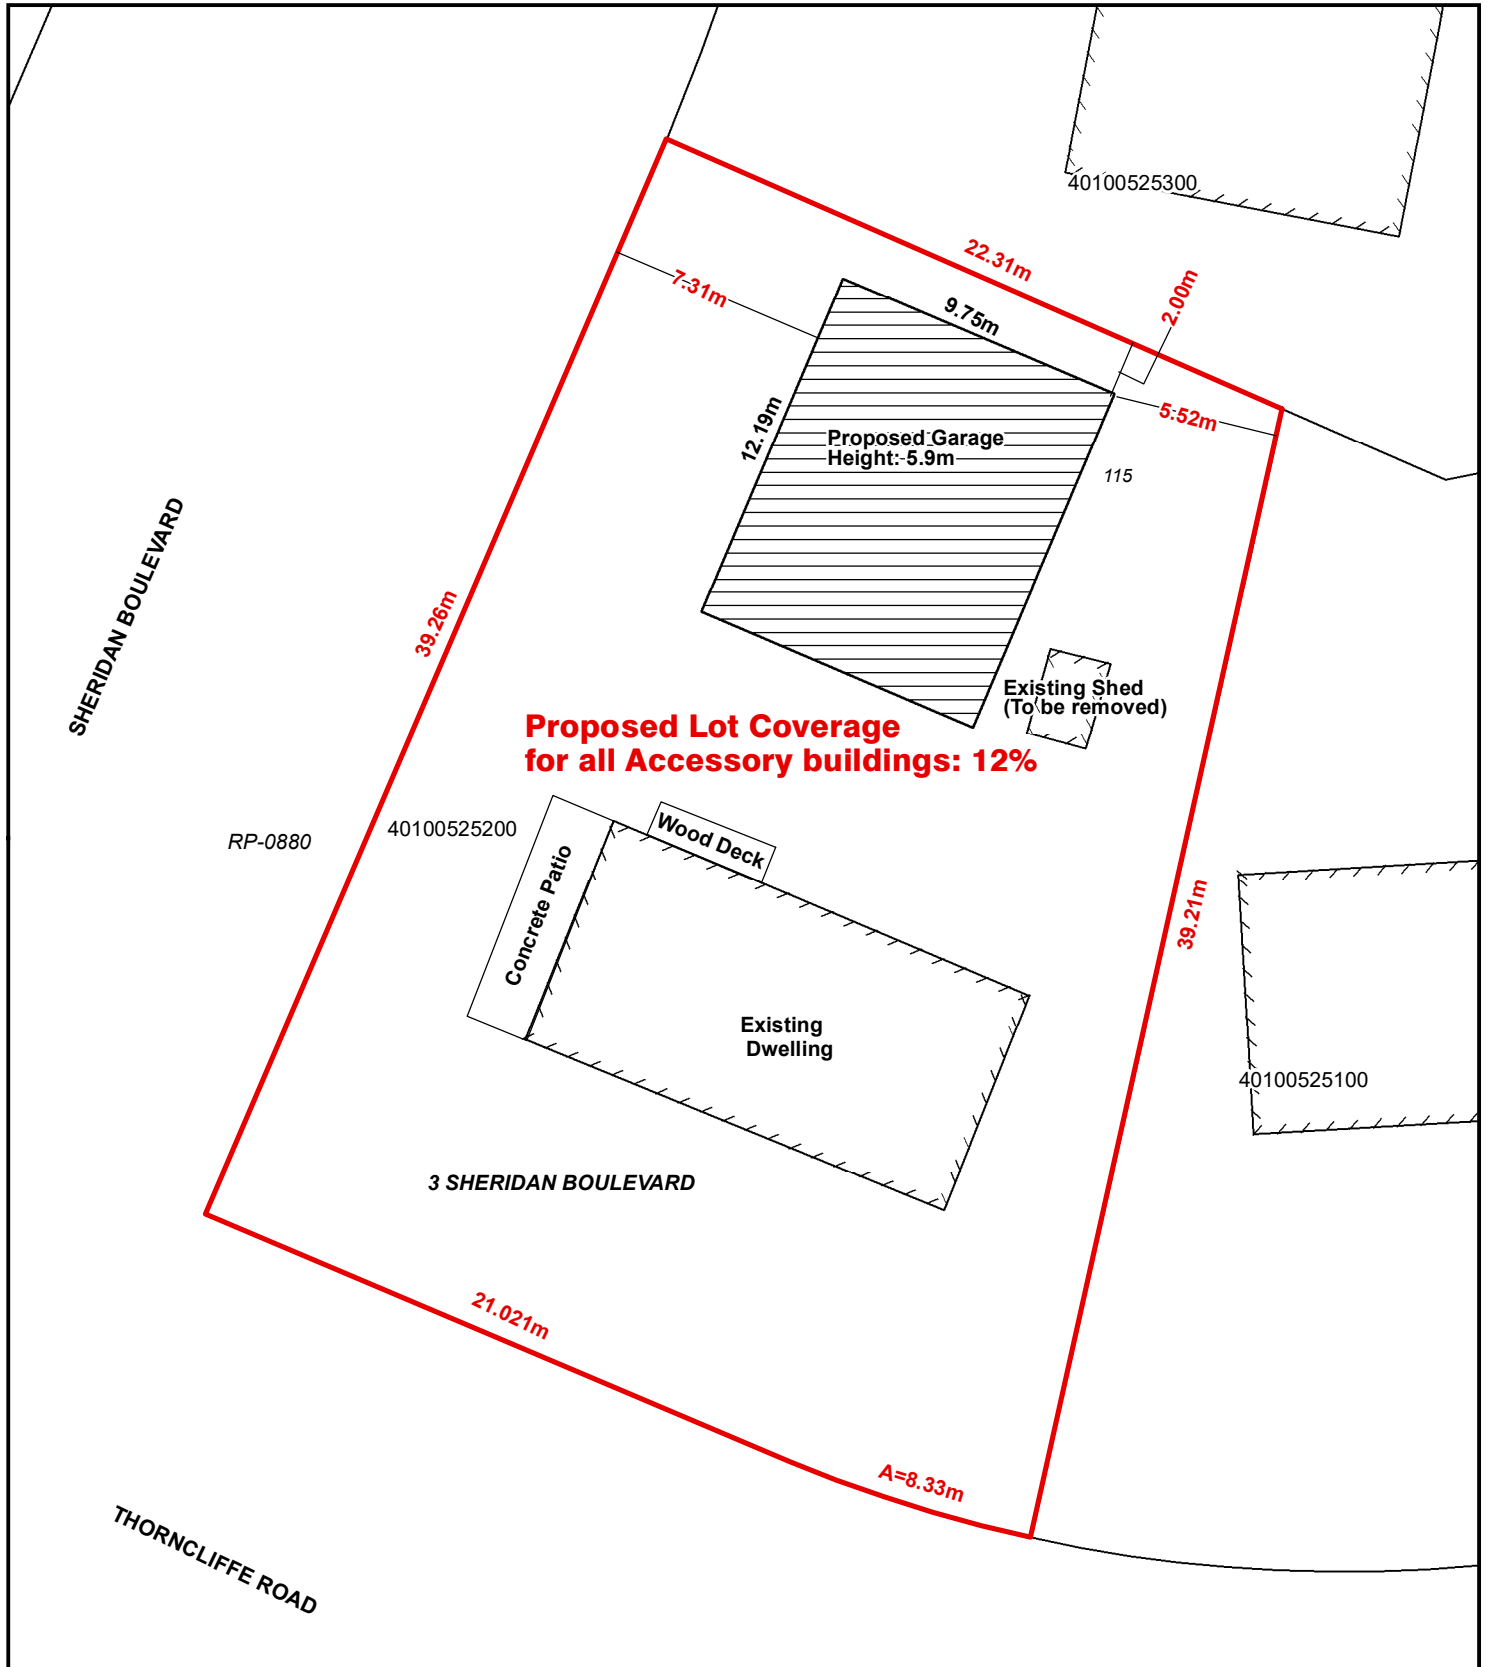 40100525300
22.31m
2.00m
7.31m
9.75m
5.52m
12.19m
Proposed Garage
Height: 5.9m
115
SHERIDAN BOULEVARD
39.26m
Existing Shed
(To be removed)
Proposed Lot Coverage
for all Accessory buildings: 12%
RP-0880
40100525200
Wood Deck
Concrete Patio
39.21m
Existing
Dwelling
40100525100
3 SHERIDAN BOULEVARD
21.021m
A=8.33m
THORNCLIFFE ROAD